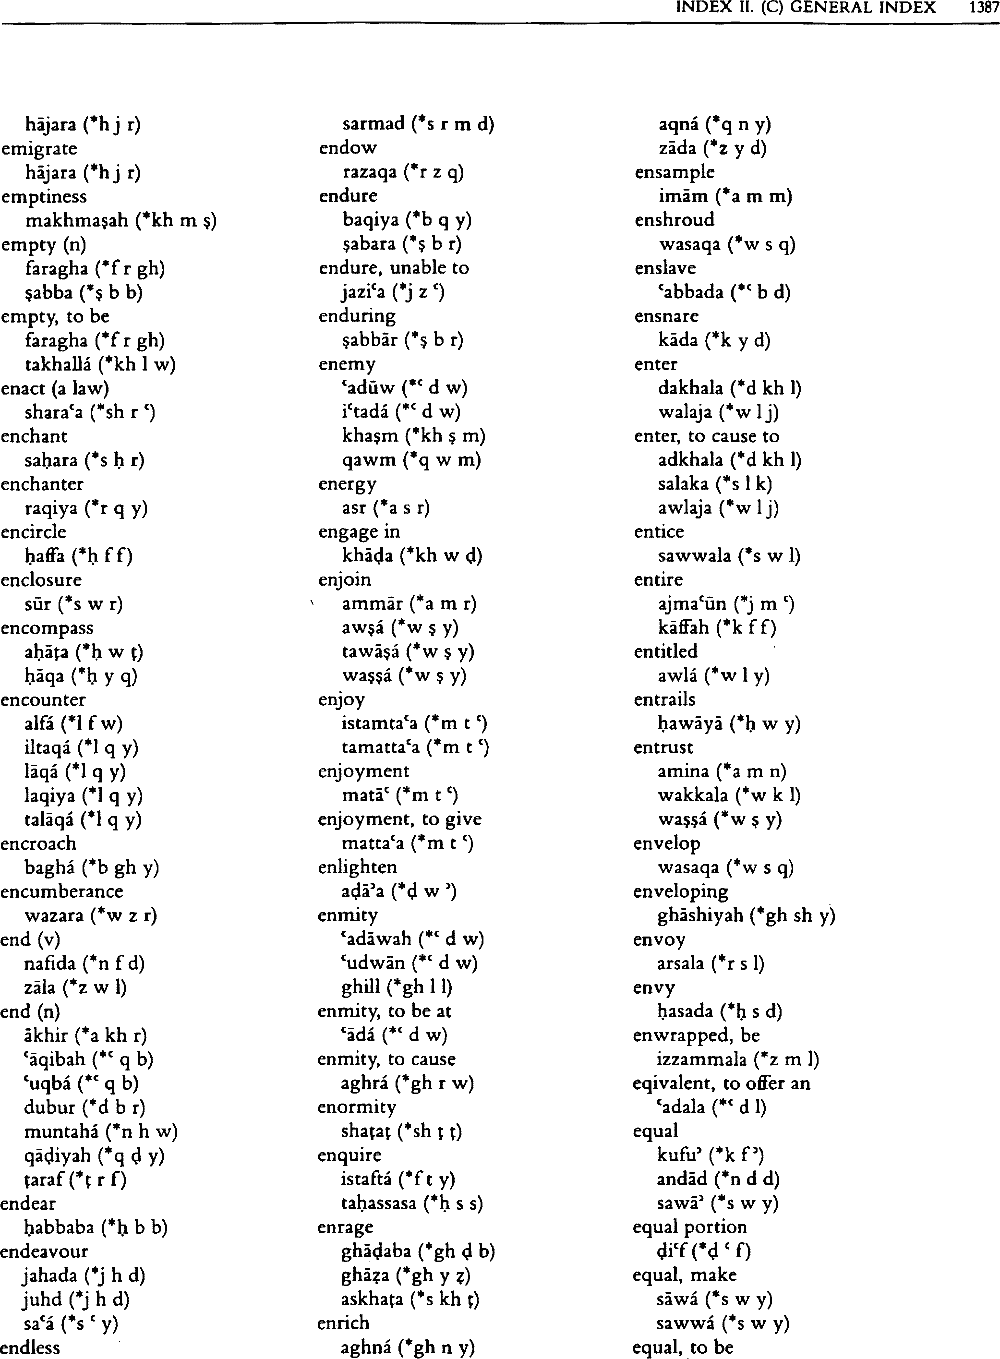 INDEX II. (C) GENERAL INDEX 1387
hājara (*h j r)
emigrate
hājara (*h j r)
emptiness
makhmaṣah (*kh m ṣ)
empty (n)
faragha (*f r gh)
ṣabba (*ṣ b b)
empty, to be
faragha (*f r gh)
takhallá (*kh l w)
enact (a law)
sharaʿa (*sh r ʿ)
enchant
saḥara (*s ḥ r)
enchanter
raqiya (*r q y)
encircle
ḥaffa (*ḥ f f)
enclosure
sūr (*s w r)
encompass
aḥāṭa (*ḥ w ṭ)
ḥāqa (*ḥ y q)
encounter
alfá (*l f w)
iltaqá (*l q y)
lāqá (*l q y)
laqiya (*l q y)
talāqá (*l q y)
encroach
baghá (*b gh y)
encumberance
wazara (*w z r)
end (v)
nafida (*n f d)
zāla (*z w l)
end (n)
ākhir (*a kh r)
ʿāqibah (*ʿ q b)
ʿuqbá (*ʿ q b)
dubur (*d b r)
muntahá (*n h w)
qāḍiyah (*q ḍ y)
ṭaraf (*ṭ r f)
endear
ḥabbaba (*ḥ b b)
endeavour
jahada (*j h d)
juhd (*j h d)
saʿá (*s ʿ y)
endless
sarmad (*s r m d)
endow
razaqa (*r z q)
endure
baqiya (*b q y)
ṣabara (*ṣ b r)
endure, unable to
jaziʿa (*j z ʿ)
enduring
ṣabbār (*ṣ b r)
enemy
ʿadūw (*ʿ d w)
iʿtadá (*ʿ d w)
khaṣm (*kh ṣ m)
qawm (*q w m)
energy
asr (*a s r)
engage in
khāḍa (*kh w ḍ)
enjoin
ammār (*a m r)
awṣá (*w ṣ y)
tawāṣá (*w ṣ y)
waṣṣá (*w ṣ y)
enjoy
istamtaʿa (*m t ʿ)
tamattaʿa (*m t ʿ)
enjoyment
matāʿ (*m t ʿ)
enjoyment, to give
mattaʿa (*m t ʿ)
enlighten
aḍāʾa (*ḍ w ʾ)
enmity
ʿadāwah (*ʿ d w)
ʿudwān (*ʿ d w)
ghill (*gh l l)
enmity, to be at
ʿādá (*ʿ d w)
enmity, to cause
aghrá (*gh r w)
enormity
shaṭaṭ (*sh ṭ ṭ)
enquire
istaftá (*f t y)
taḥassasa (*ḥ s s)
enrage
ghāḍaba (*gh ḍ b)
ghāẓa (*gh y ẓ)
askhaṭa (*s kh ṭ)
enrich
aghná (*gh n y)
aqná (*q n y)
zāda (*z y d)
ensample
imām (*a m m)
enshroud
wasaqa (*w s q)
enslave
ʿabbada (*ʿ b d)
ensnare
kāda (*k y d)
enter
dakhala (*d kh l)
walaja (*w l j)
enter, to cause to
adkhala (*d kh l)
salaka (*s l k)
awlaja (*w l j)
entice
sawwala (*s w l)
entire
ajmaʿūn (*j m ʿ)
kāffah (*k f f)
entitled
awlá (*w l y)
entrails
ḥawāyā (*ḥ w y)
entrust
amina (*a m n)
wakkala (*w k l)
waṣṣá (*w ṣ y)
envelop
wasaqa (*w s q)
enveloping
ghāshiyah (*gh sh y)
envoy
arsala (*r s l)
envy
ḥasada (*ḥ s d)
enwrapped, be
izzammala (*z m l)
eqivalent, to offer an
ʿadala (*ʿ d l)
equal
kufuʾ (*k f ʾ)
andād (*n d d)
sawāʾ (*s w y)
equal portion
ḍiʿf (*ḍ ʿ f)
equal, make
sāwá (*s w y)
sawwá (*s w y)
equal, to be